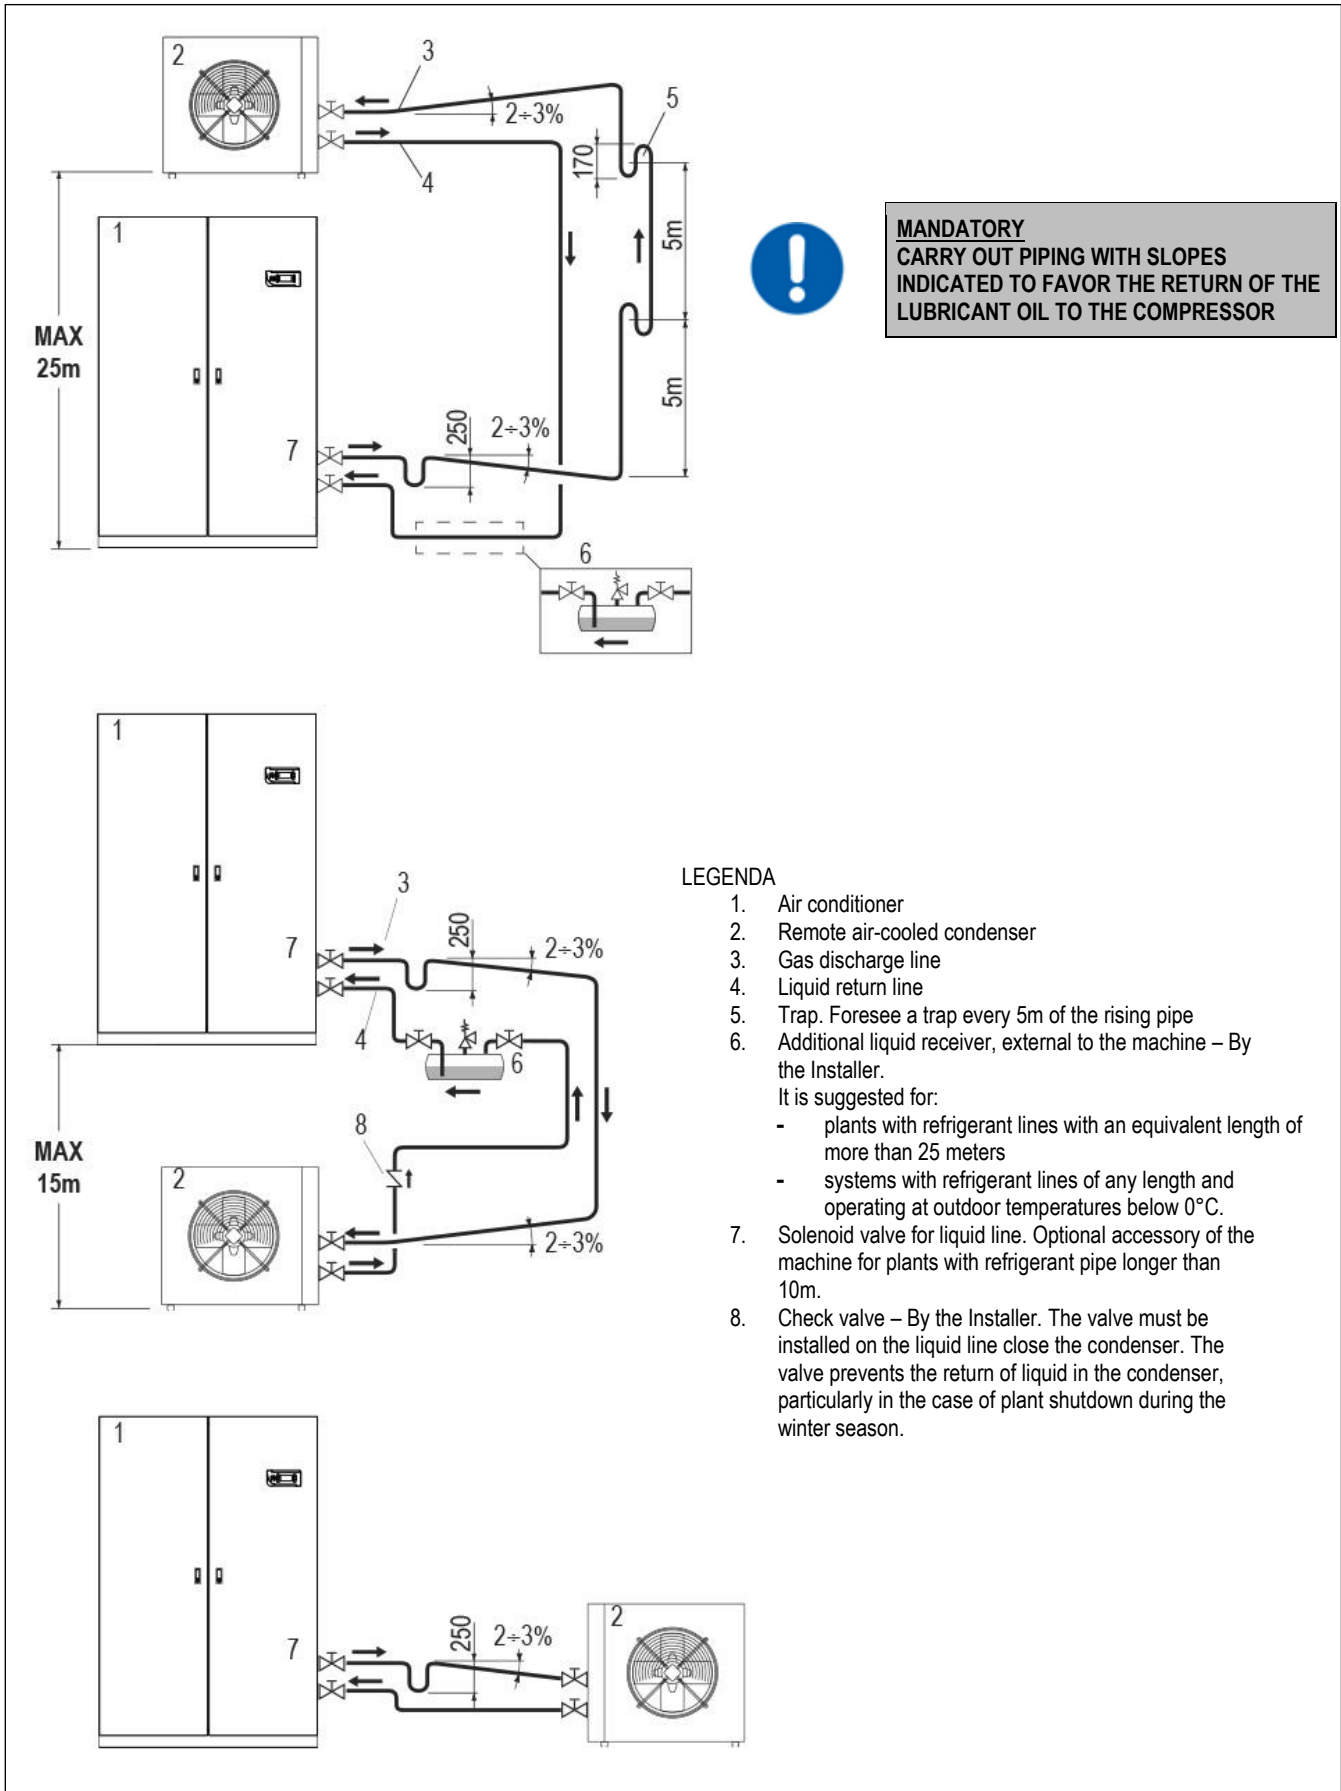 2
3
2÷3%
5
170
4
5m
1
MANDATORY
CARRY OUT PIPING WITH SLOPES
INDICATED TO FAVOR THE RETURN OF THE
LUBRICANT OIL TO THE COMPRESSOR
MAX
25m
5m
250
2÷3%
7
6
1
3
250
2÷3%
7
4
6
8
MAX
15m
2
2÷3%
LEGENDA
1. Air conditioner
2. Remote air-cooled condenser
3. Gas discharge line
4. Liquid return line
5. Trap. Foresee a trap every 5m of the rising pipe
6. Additional liquid receiver, external to the machine – By
the Installer.
It is suggested for:
- plants with refrigerant lines with an equivalent length of
more than 25 meters
- systems with refrigerant lines of any length and
operating at outdoor temperatures below 0°C.
7. Solenoid valve for liquid line. Optional accessory of the
machine for plants with refrigerant pipe longer than
10m.
8. Check valve – By the Installer. The valve must be
installed on the liquid line close the condenser. The
valve prevents the return of liquid in the condenser,
particularly in the case of plant shutdown during the
winter season.
1
250
2÷3%
2
7